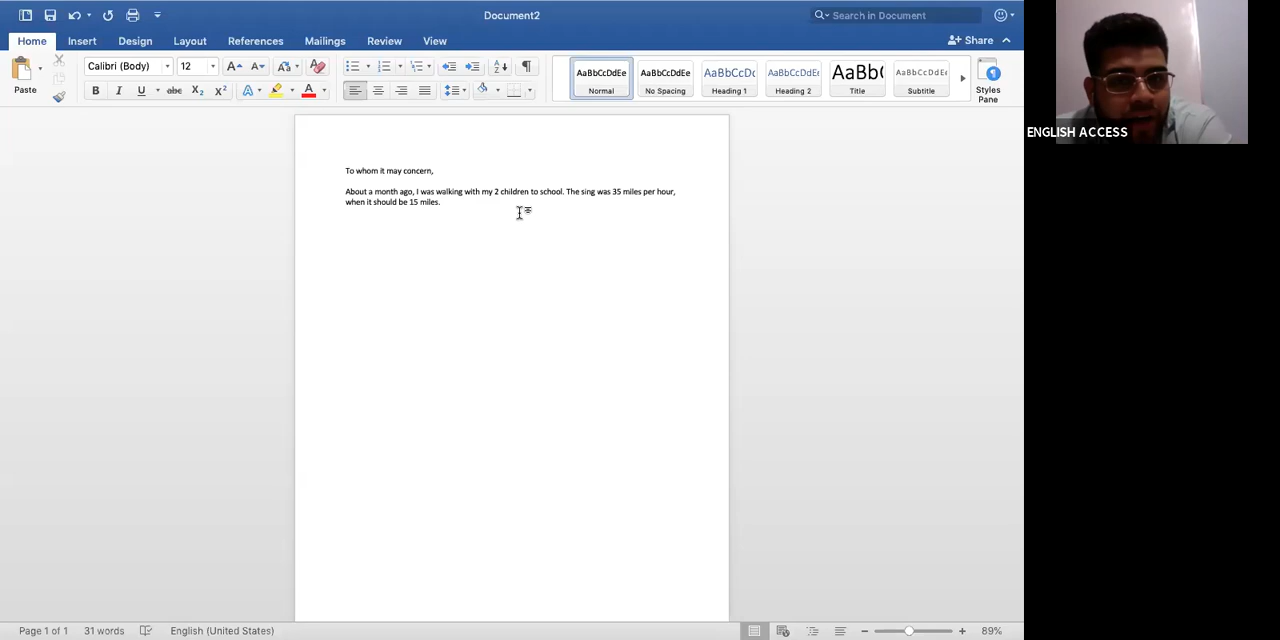 Document2
Search in Document
Home Insert Design Layout References Mailings Review View
Share
Paste
Calibri (Body) 12
AaBbCcDdEe AaBbCcDdEe AaBbCcDc AaBbCcDdEe AaBb( AaBbCcDdEe
Normal No Spacing Heading 1 Heading 2 Title Subtitle
Styles
Pane
ENGLISH ACCESS
To whom it may concern,
About a month ago, I was walking with my 2 children to school. The sing was 35 miles per hour,
when it should be 15 miles.
Page 1 of 1 31 words English (United States) 89%